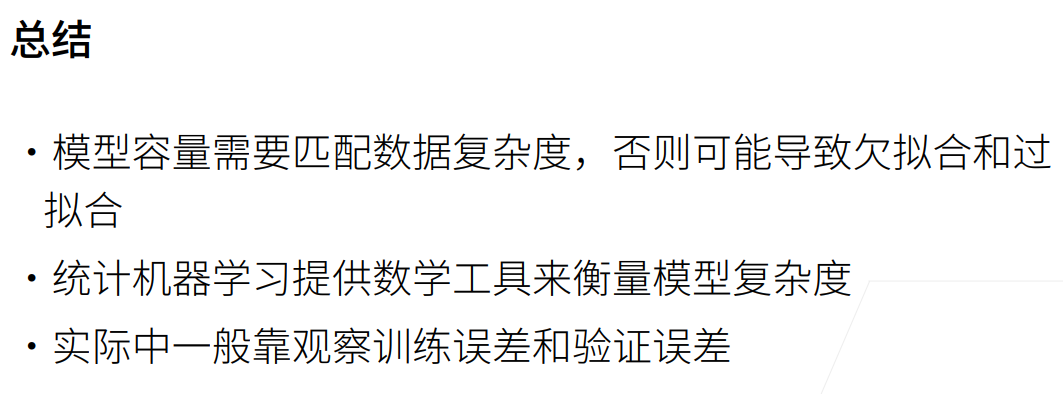 总结
• 模型容量需要匹配数据复杂度，否则可能导致欠拟合和过
拟合
• 统计机器学习提供数学工具来衡量模型复杂度
• 实际中一般靠观察训练误差和验证误差